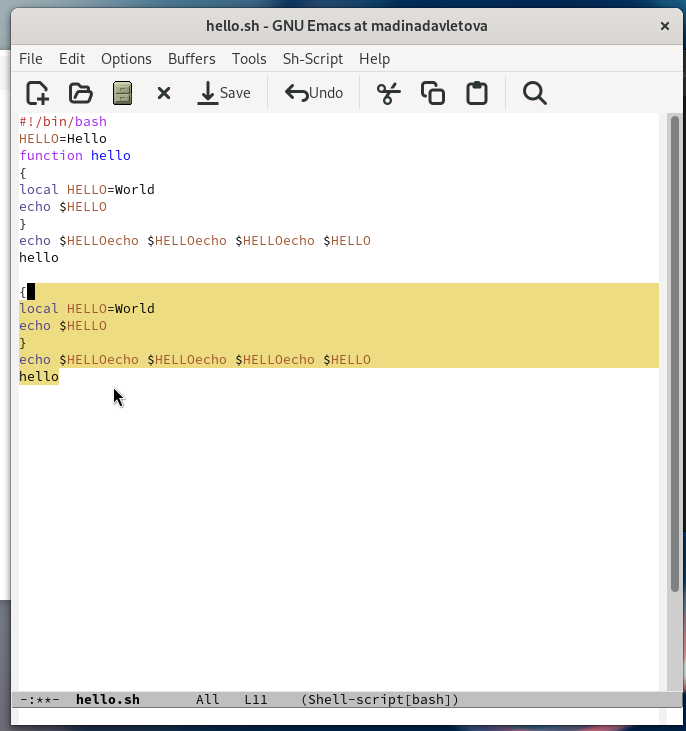 hello.sh - GNU Emacs at madinadavletova
File Edit Options Buffers Tools Sh-Script Help
Save Undo
#!/bin/bash
HELLO=Hello
function hello
{
local HELLO=World
echo $HELLO
}
echo $HELLOecho $HELLOecho $HELLOecho $HELLO
hello
{
local HELLO=World
echo $HELLO
}
echo $HELLOecho $HELLOecho $HELLOecho $HELLO
hello
-:**- hello.sh All L11 (Shell-script[bash])